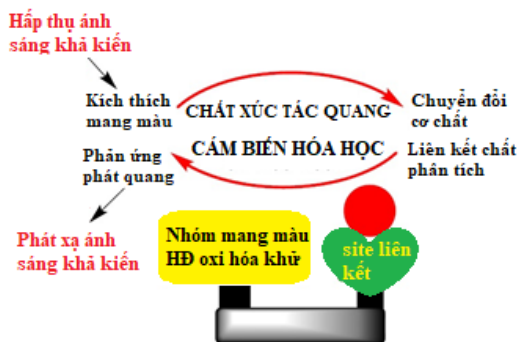 Hấp thụ ánh
sáng khả kiến
Kích thích
mang màu
CHẤT XÚC TÁC QUANG
Chuyển đổi
cơ chất
CẢM BIẾN HÓA HỌC
Phản ứng
phát quang
Liên kết chất
phân tích
Phát xạ ánh
sáng khả kiến
Nhóm mang màu
HĐ oxi hóa khử
site liên
kết